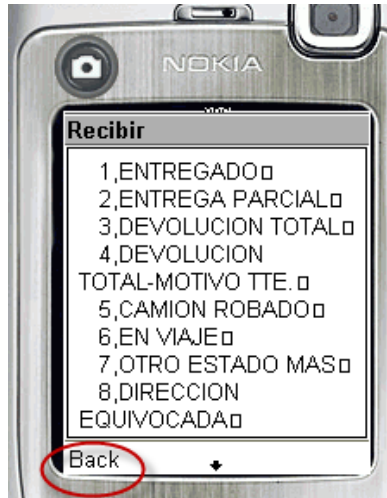 NOKIA
Recibir
1,ENTREGADO▯
2,ENTREGA PARCIAL▯
3,DEVOLUCION TOTAL▯
4,DEVOLUCION
TOTAL-MOTIVO TTE.▯
5,CAMION ROBADO▯
6,EN VIAJE▯
7,OTRO ESTADO MAS▯
8,DIRECCION
EQUIVOCADA▯
Back